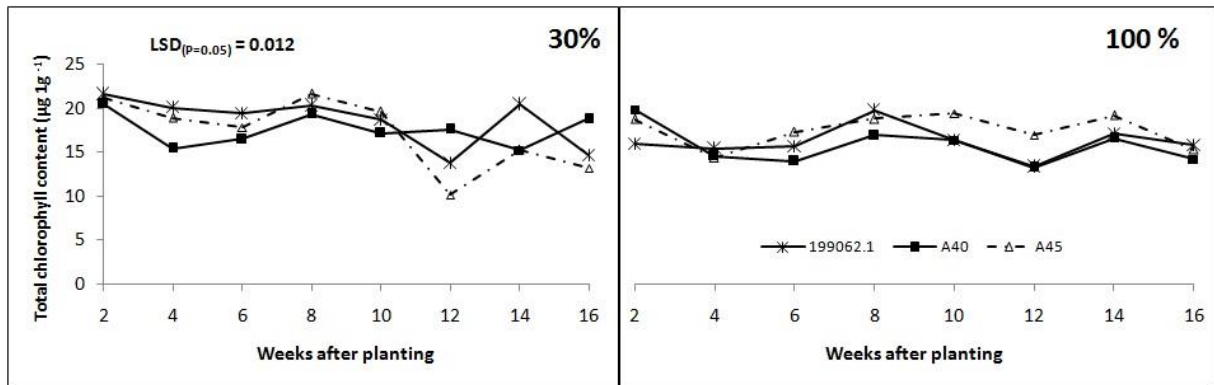 LSD(P=0.05) = 0.012
30%
Total chlorophyll content (µg 1g -1)
25
20
15
10
5
0
2 4 6 8 10 12 14 16
Weeks after planting
100 %
199062.1 A40 A45
2 4 6 8 10 12 14 16
Weeks after planting